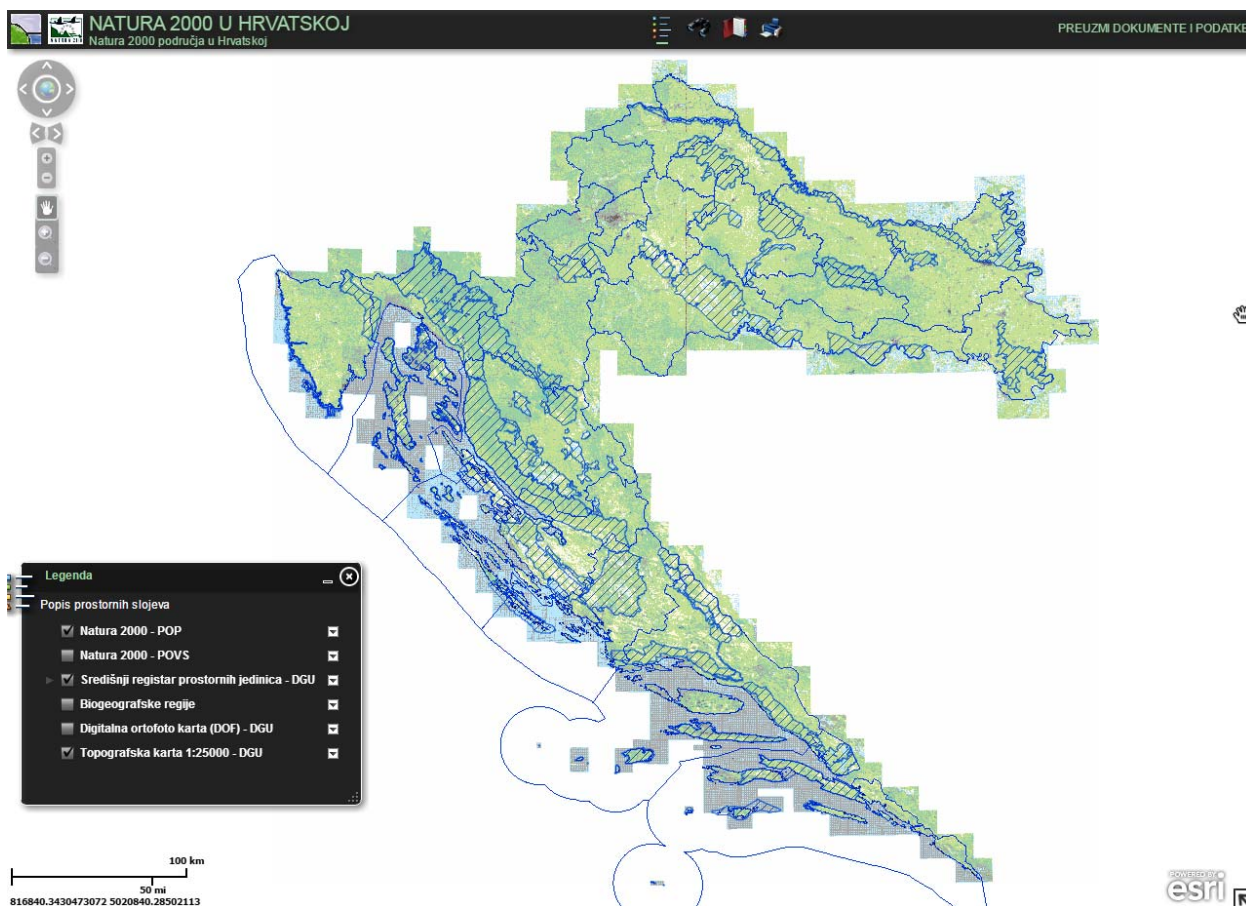 NATURA 2000 U HRVATSKOJ
Natura 2000 područja u Hrvatskoj
PREUZMI DOKUMENTE I PODATKE
Legenda
Popis prostornih slojeva
Natura 2000 - POP
Natura 2000 - POVS
Središnji registar prostornih jedinica - DGU
Biogeografske regije
Digitalna ortofoto karta (DOF) - DGU
Topografska karta 1:25000 - DGU
100 km
50 mi
816840.3430473072 5020840.28502113
POWERED BY
esri